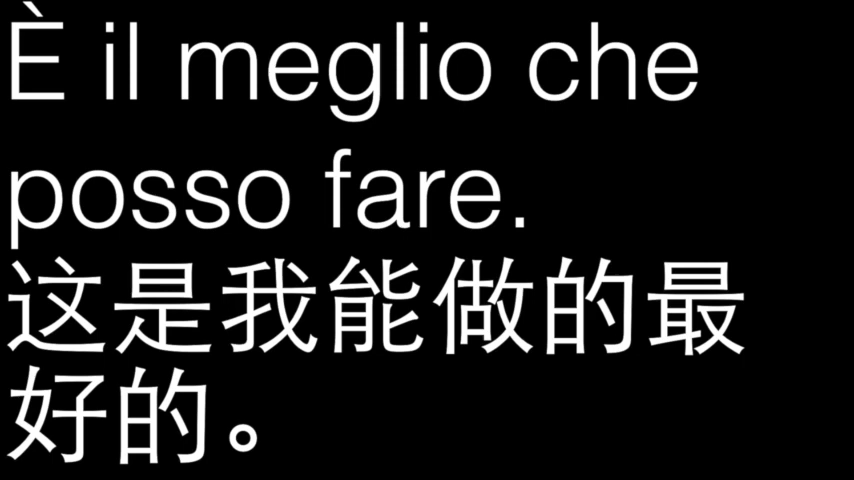 È il meglio che
posso fare.
这是我能做的最
好的。